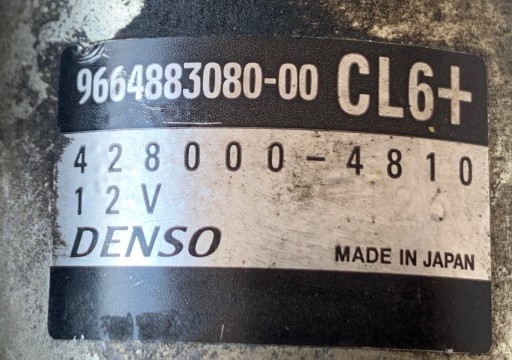 9664883080-00 CL6+
428000-4810
12V
DENSO
MADE IN JAPAN